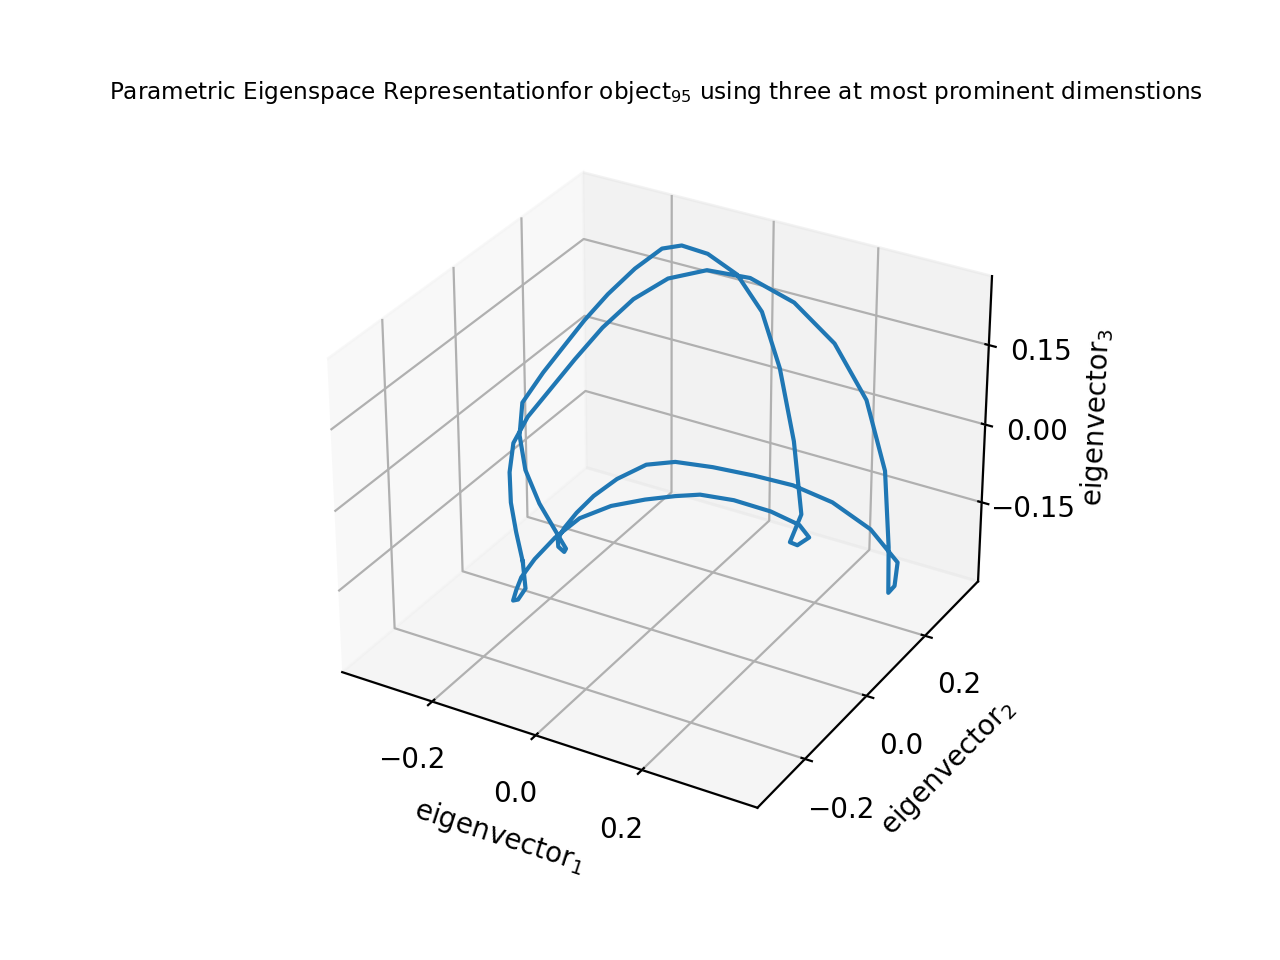 Parametric Eigenspace Representationfor object₉₅ using three at most prominent dimenstions
0.15
0.00
−0.15
eigenvector₃
0.2
0.0
−0.2
eigenvector₂
−0.2
0.0
0.2
eigenvector₁